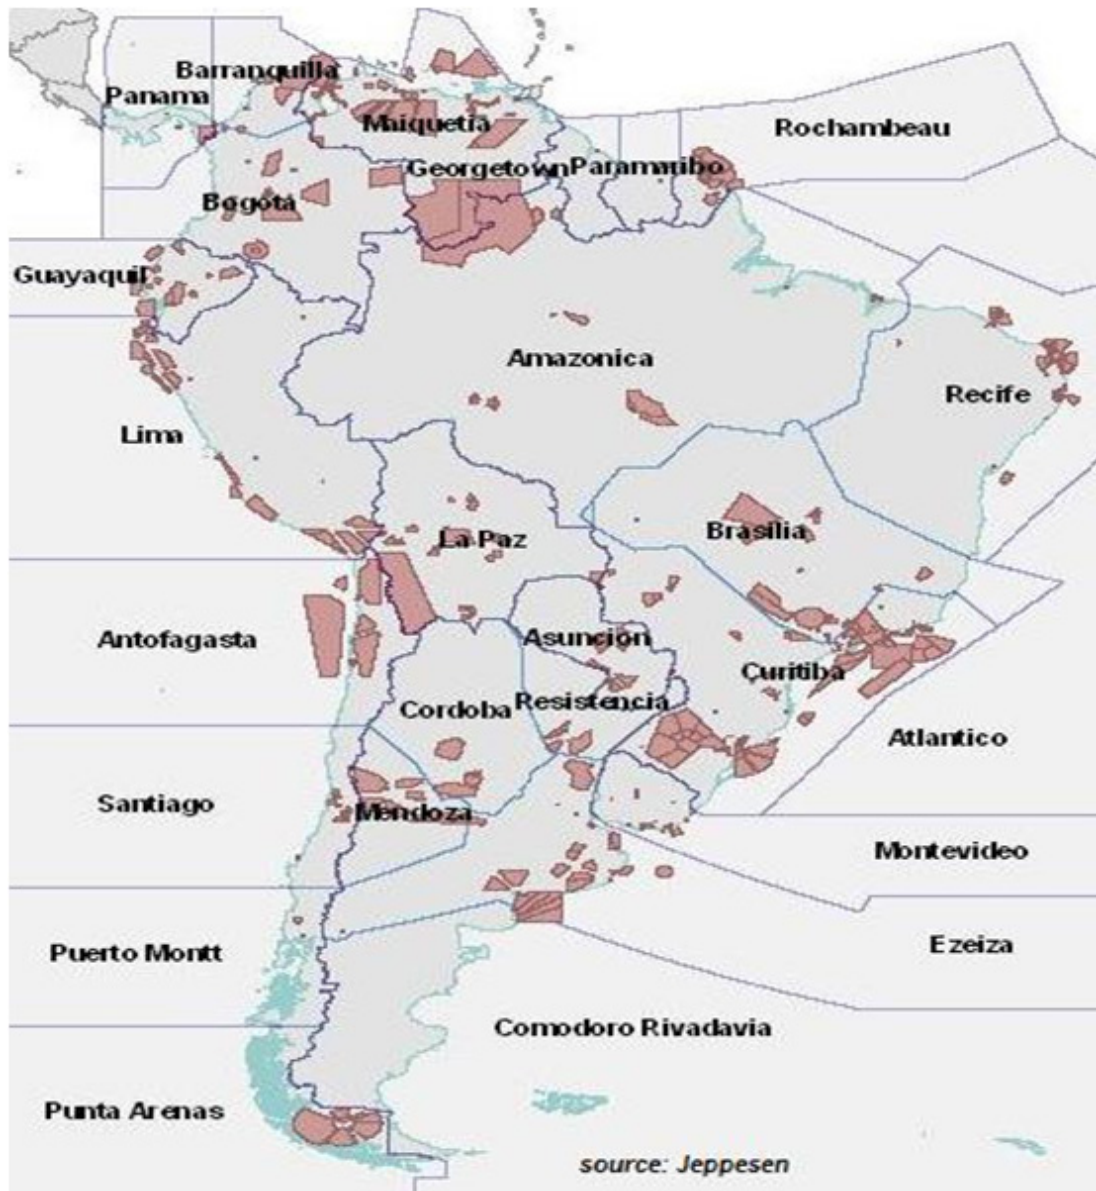 Barranquilla
Panama
Maiquetia
Rochambeau
Georgetown
Paramaribo
Bogota
Guayaquil
Amazonica
Recife
Lima
Brasilia
La Paz
Antofagasta
Asuncion
Curitiba
Resistencia
Cordoba
Atlantico
Santiago
Mendoza
Montevideo
Puerto Montt
Ezeiza
Comodoro Rivadavia
Punta Arenas
source: Jeppesen